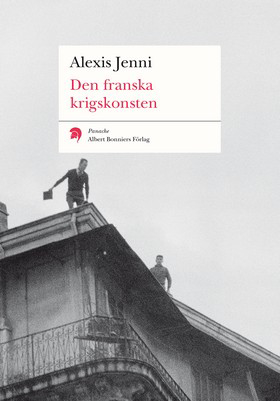 Alexis Jenni
Den franska
krigskonsten
Panache
Albert Bonniers Förlag